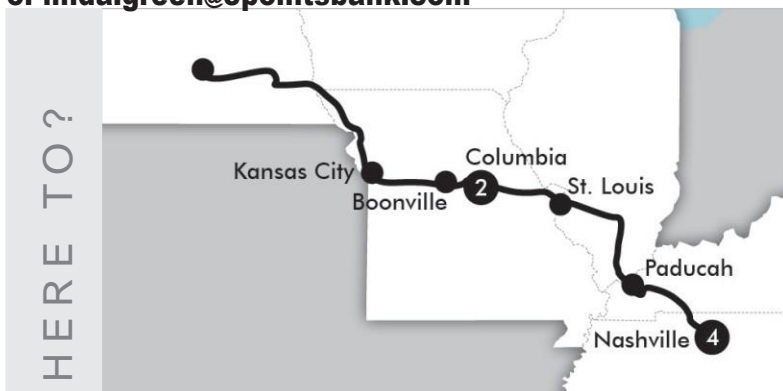 HERE TO?
Columbia
Kansas City
2
St. Louis
Boonville
Paducah
Nashville
4